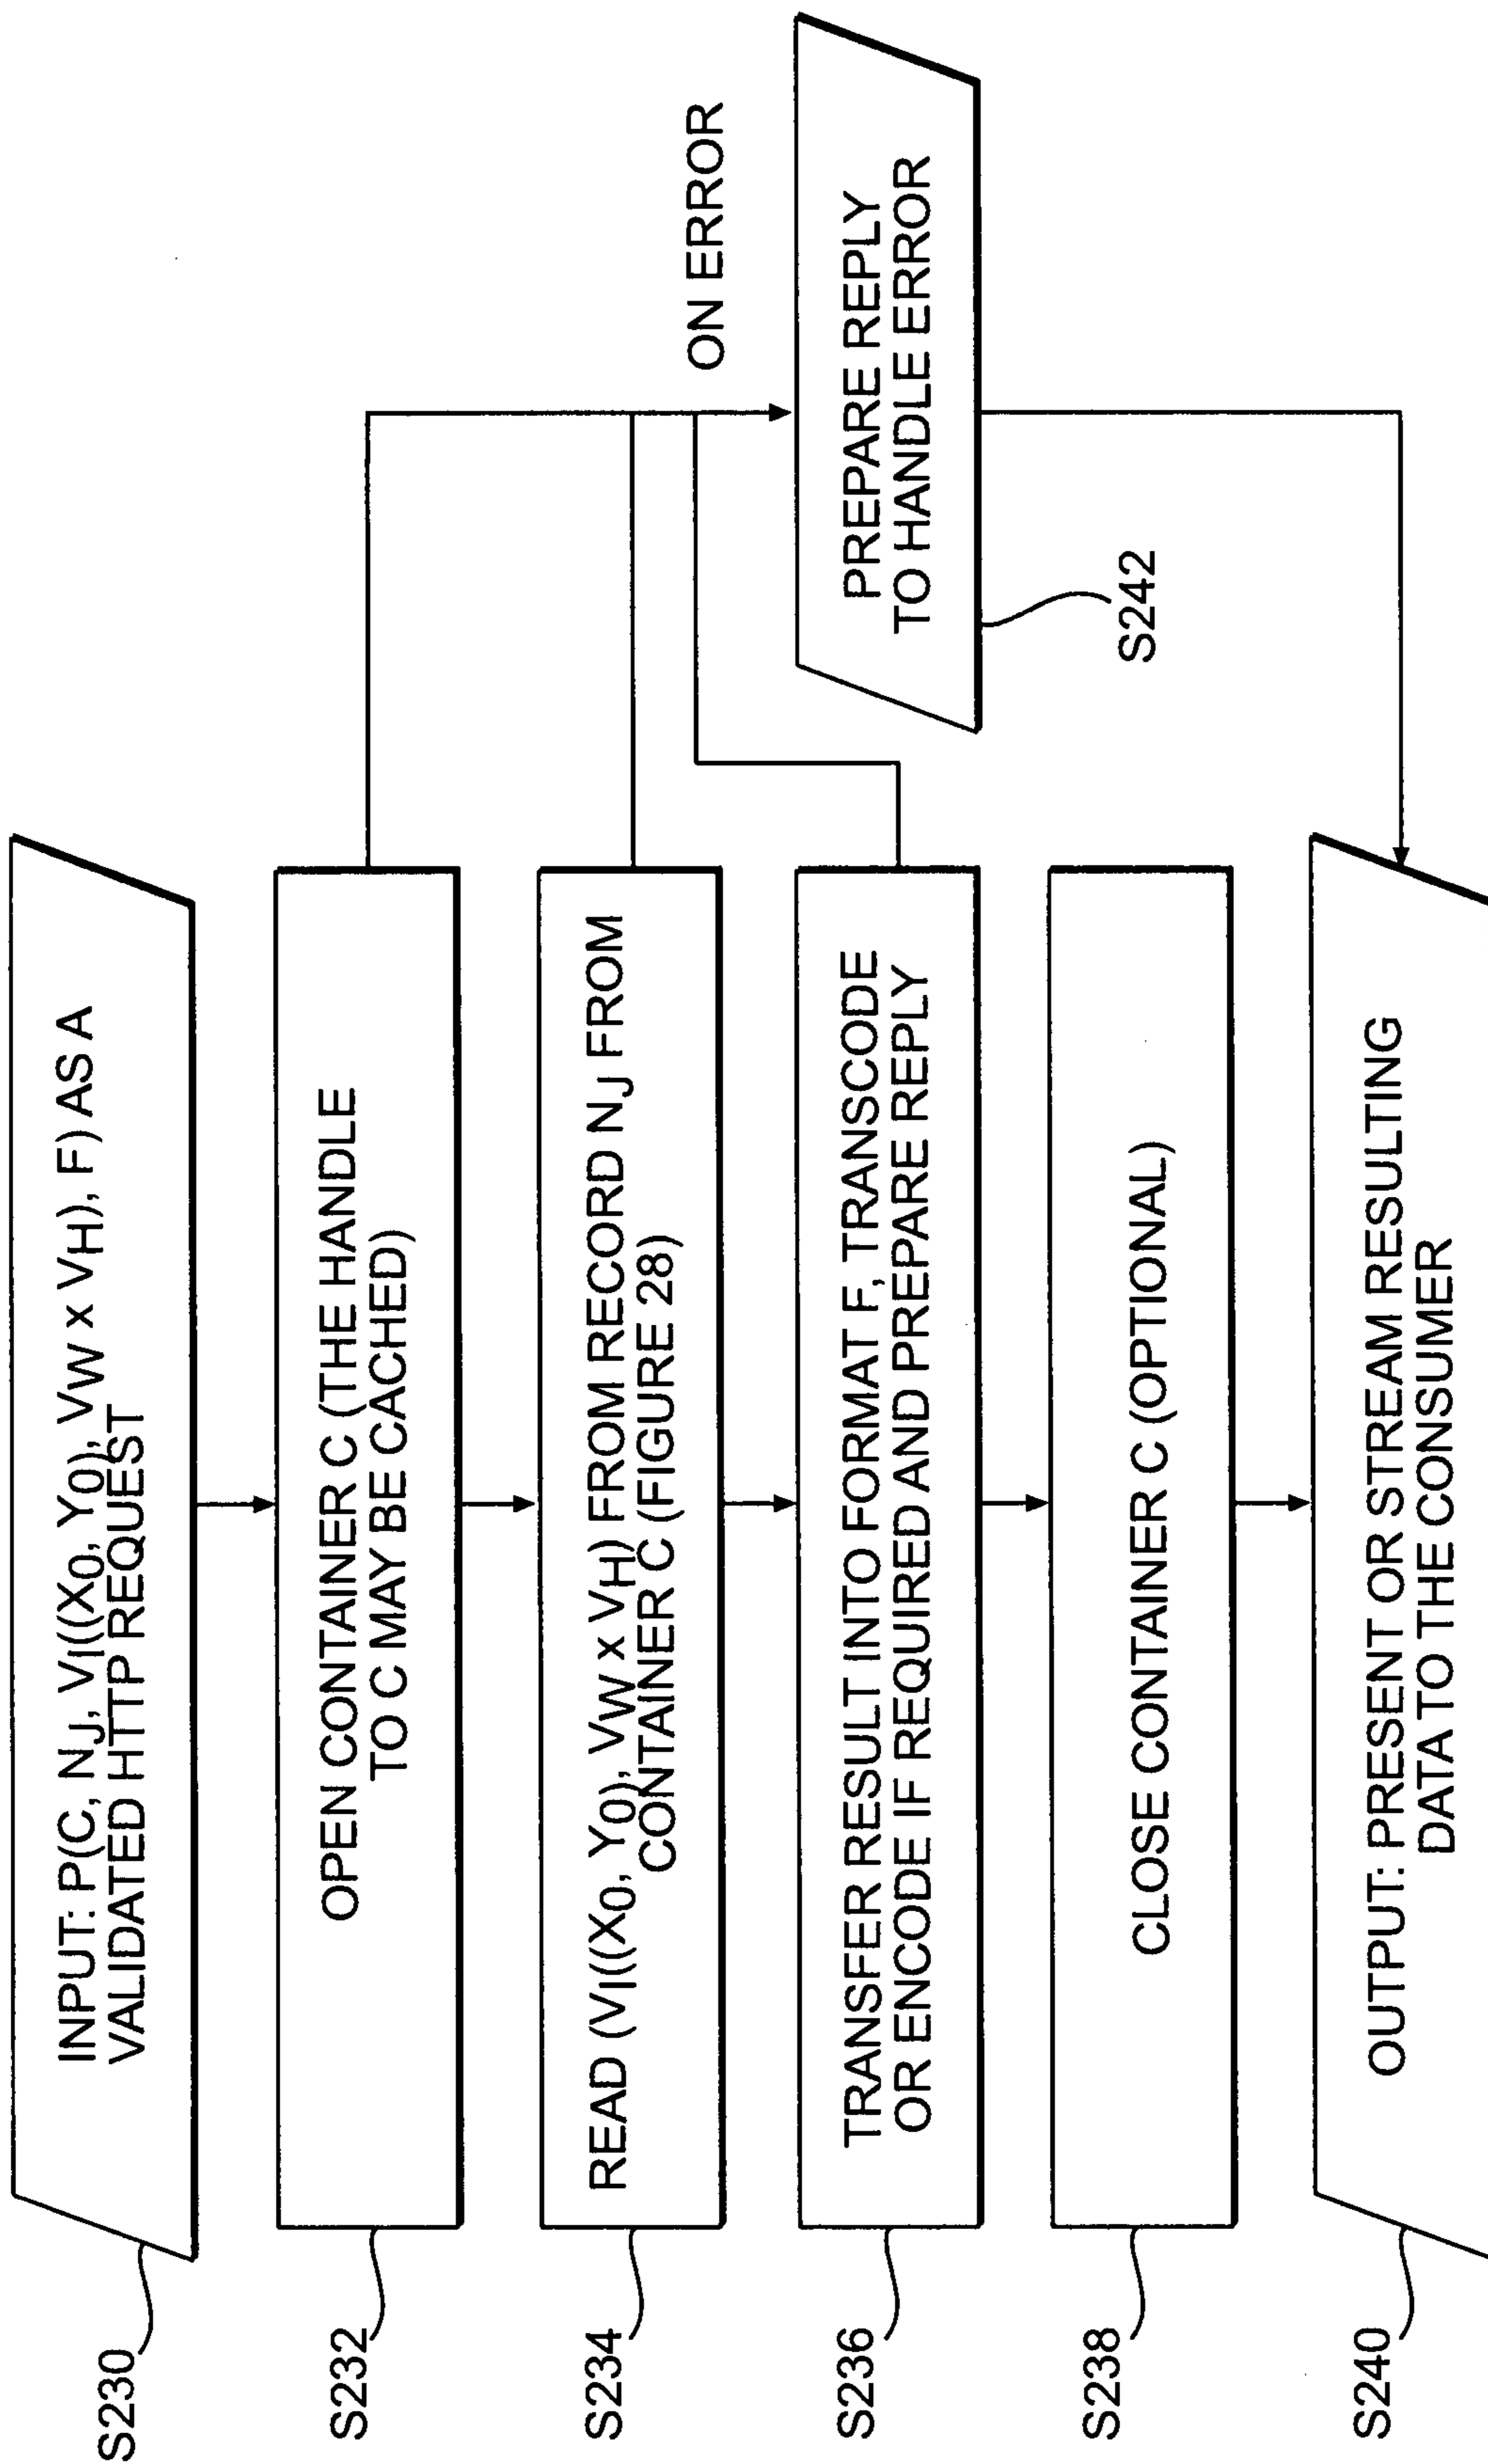 S230
INPUT: P(C, NJ, VI((X0, Y0), VW x VH), F) AS A
VALIDATED HTTP REQUEST
S232
OPEN CONTAINER C (THE HANDLE
TO C MAY BE CACHED)
S234
READ (VI((X0, Y0), VW x VH) FROM RECORD NJ FROM
CONTAINER C (FIGURE 28)
S236
TRANSFER RESULT INTO FORMAT F, TRANSCODE
OR ENCODE IF REQUIRED AND PREPARE REPLY
ON ERROR
PREPARE REPLY
TO HANDLE ERROR
S242
S238
CLOSE CONTAINER C (OPTIONAL)
S240
OUTPUT: PRESENT OR STREAM RESULTING
DATA TO THE CONSUMER